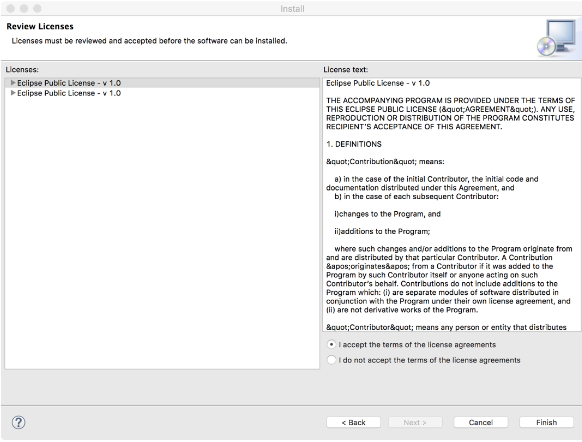 Install
Review Licenses
Licenses must be reviewed and accepted before the software can be installed.
Licenses:
Eclipse Public License - v 1.0
Eclipse Public License - v 1.0
License text:
Eclipse Public License - v 1.0
THE ACCOMPANYING PROGRAM IS PROVIDED UNDER THE TERMS OF
THIS ECLIPSE PUBLIC LICENSE (&quot;AGREEMENT&quot;). ANY USE,
REPRODUCTION OR DISTRIBUTION OF THE PROGRAM CONSTITUTES
RECIPIENT'S ACCEPTANCE OF THIS AGREEMENT.
1. DEFINITIONS
&quot;Contribution&quot; means:
a) in the case of the initial Contributor, the initial code and
documentation distributed under this Agreement, and
b) in the case of each subsequent Contributor:
i)changes to the Program, and
ii)additions to the Program;
where such changes and/or additions to the Program originate from
and are distributed by that particular Contributor. A Contribution
&apos;originates&apos; from a Contributor if it was added to the
Program by such Contributor itself or anyone acting on such
Contributor's behalf. Contributions do not include additions to the
Program which: (i) are separate modules of software distributed in
conjunction with the Program under their own license agreement, and
(ii) are not derivative works of the Program.
&quot;Contributor&quot; means any person or entity that distributes
I accept the terms of the license agreements
I do not accept the terms of the license agreements
?
< Back
Next >
Cancel
Finish